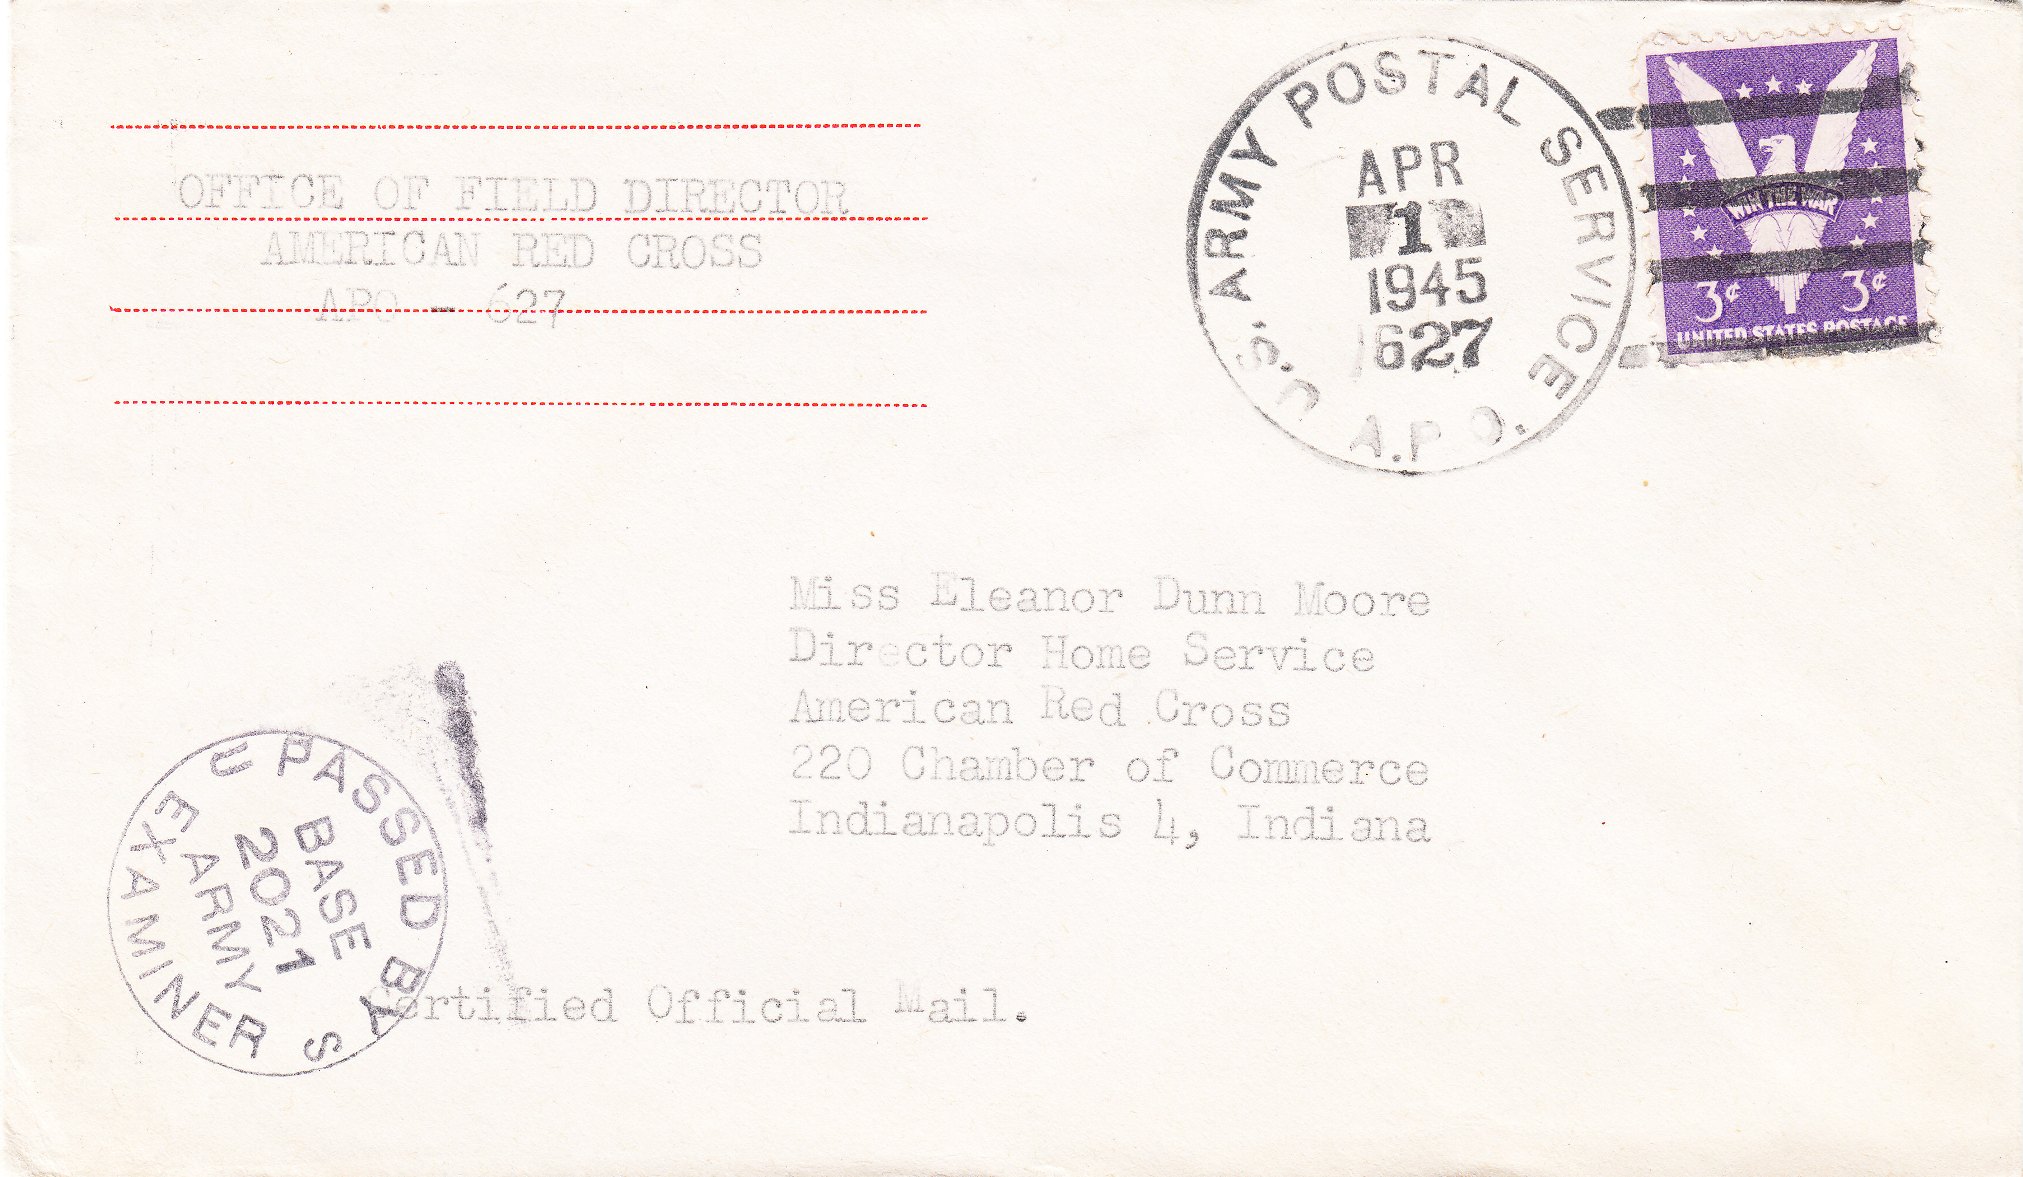 OFFICE OF FIELD DIRECTOR
AMERICAN RED CROSS
APO - 627
U.S. ARMY POSTAL SERVICE
A.P.O.
APR
1
1945
627
WIN THE WAR
3¢ 3¢
UNITED STATES POSTAGE
Miss Eleanor Dunn Moore
Director Home Service
American Red Cross
220 Chamber of Commerce
Indianapolis 4, Indiana
PASSED BY U S
BASE
2021
ARMY
EXAMINER
Certified Official Mail.